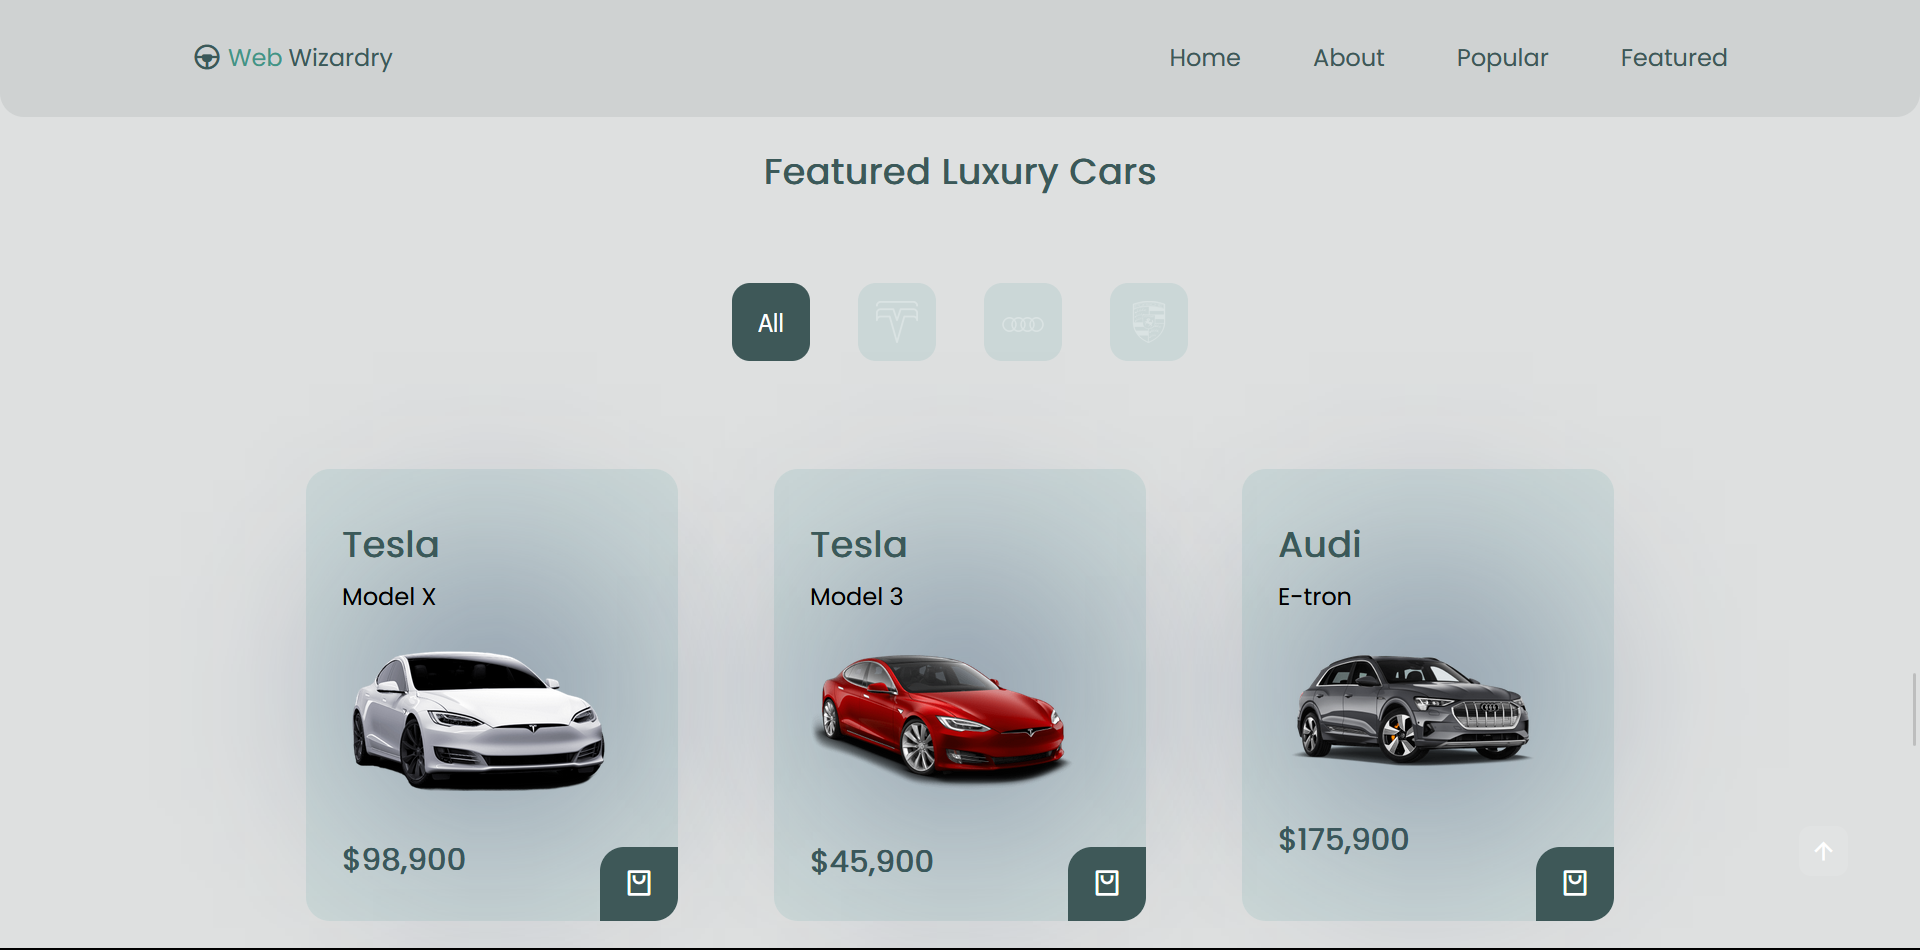 Web Wizardry
Home
About
Popular
Featured
Featured Luxury Cars
All
Tesla
Model X
$98,900
Tesla
Model 3
$45,900
Audi
E-tron
$175,900